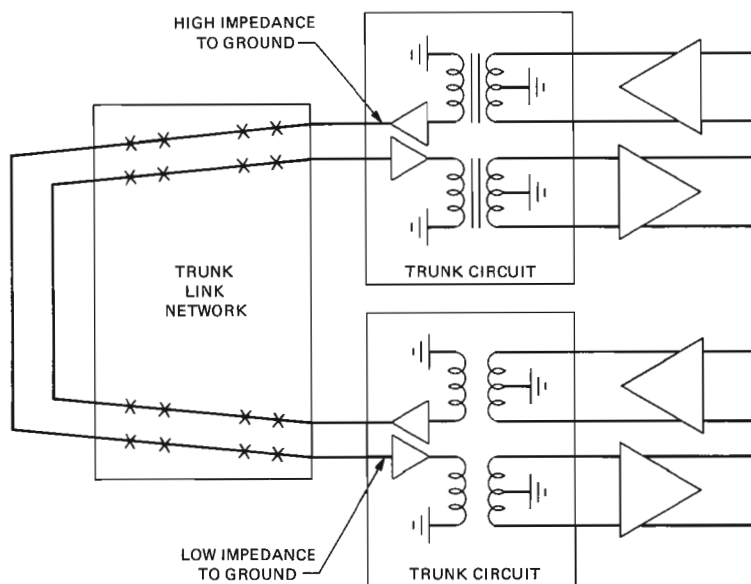 HIGH IMPEDANCE
TO GROUND
TRUNK
LINK
NETWORK
TRUNK CIRCUIT
LOW IMPEDANCE
TO GROUND
TRUNK CIRCUIT